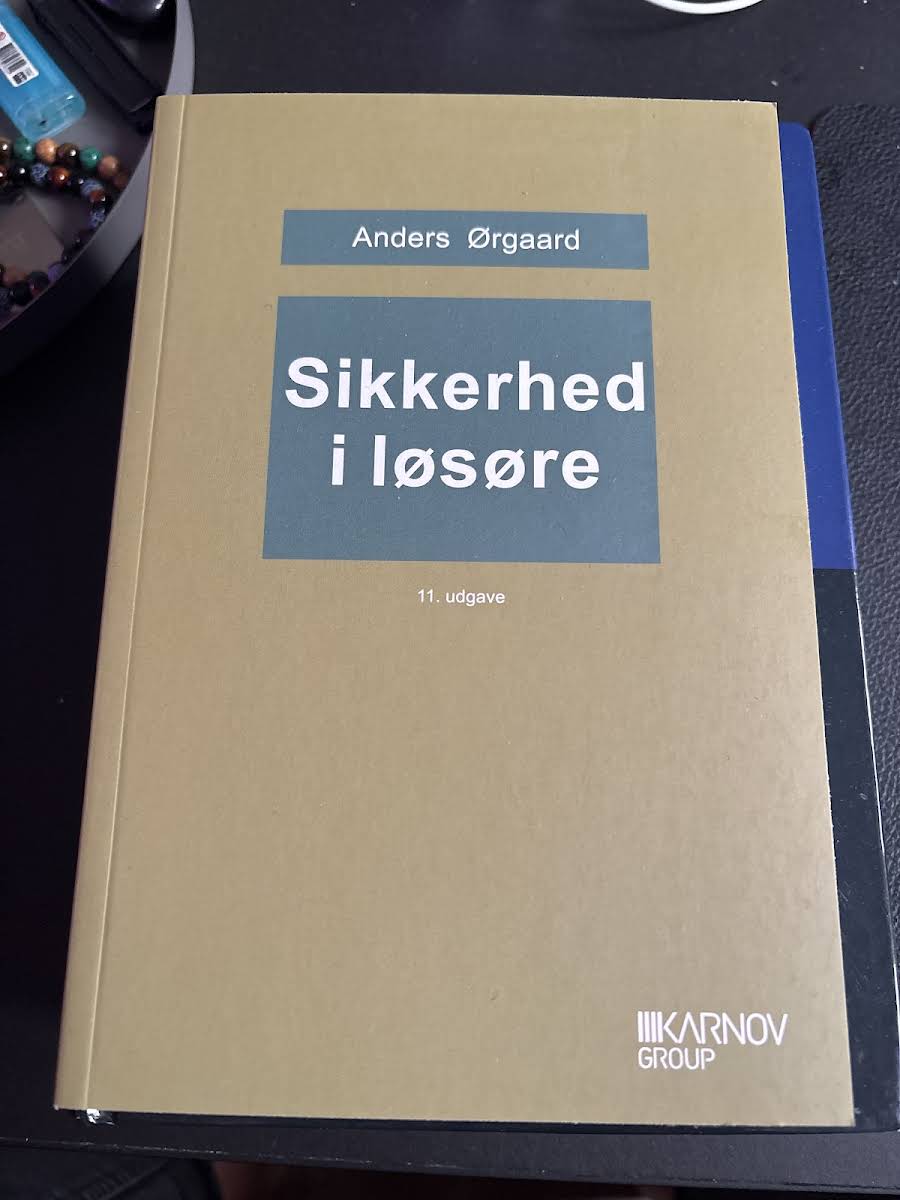 Anders Ørgaard
Sikkerhed
i løsøre
11. udgave
KARNOV
GROUP